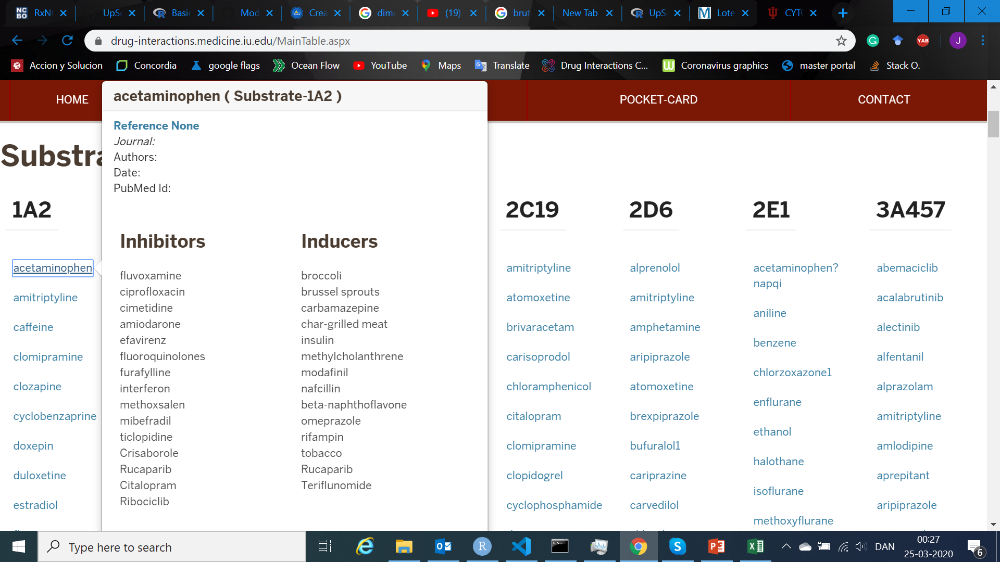 RxN
UpS
Basi
Mod
Crea
dime
(19)
brut
New Tab
UpS
Lote
CYT
drug-interactions.medicine.iu.edu/MainTable.aspx
YAB
J
Accion y Solucion
Concordia
google flags
Ocean Flow
YouTube
Maps
Translate
Drug Interactions C...
Coronavirus graphics
master portal
Stack O.
HOME
POCKET-CARD
CONTACT
acetaminophen ( Substrate-1A2 )
Reference None
Journal:
Authors:
Date:
PubMed Id:
Inhibitors
fluvoxamine
ciprofloxacin
cimetidine
amiodarone
efavirenz
fluoroquinolones
furafylline
interferon
methoxsalen
mibefradil
ticlopidine
Crisaborole
Rucaparib
Citalopram
Ribociclib
Inducers
broccoli
brussel sprouts
carbamazepine
char-grilled meat
insulin
methylcholanthrene
modafinil
nafcillin
beta-naphthoflavone
omeprazole
rifampin
tobacco
Rucaparib
Teriflunomide
Substra
1A2
acetaminophen
amitriptyline
caffeine
clomipramine
clozapine
cyclobenzaprine
doxepin
duloxetine
estradiol
2C19
amitriptyline
atomoxetine
brivaracetam
carisoprodol
chloramphenicol
citalopram
clomipramine
clopidogrel
cyclophosphamide
2D6
alprenolol
amitriptyline
amphetamine
aripiprazole
atomoxetine
brexpiprazole
bufuralol1
cariprazine
carvedilol
2E1
acetaminophen?
napqi
aniline
benzene
chlorzoxazone1
enflurane
ethanol
halothane
isoflurane
methoxyflurane
3A457
abemaciclib
acalabrutinib
alectinib
alfentanil
alprazolam
amitriptyline
amlodipine
aprepitant
aripiprazole
Type here to search
DAN
00:27
25-03-2020
6